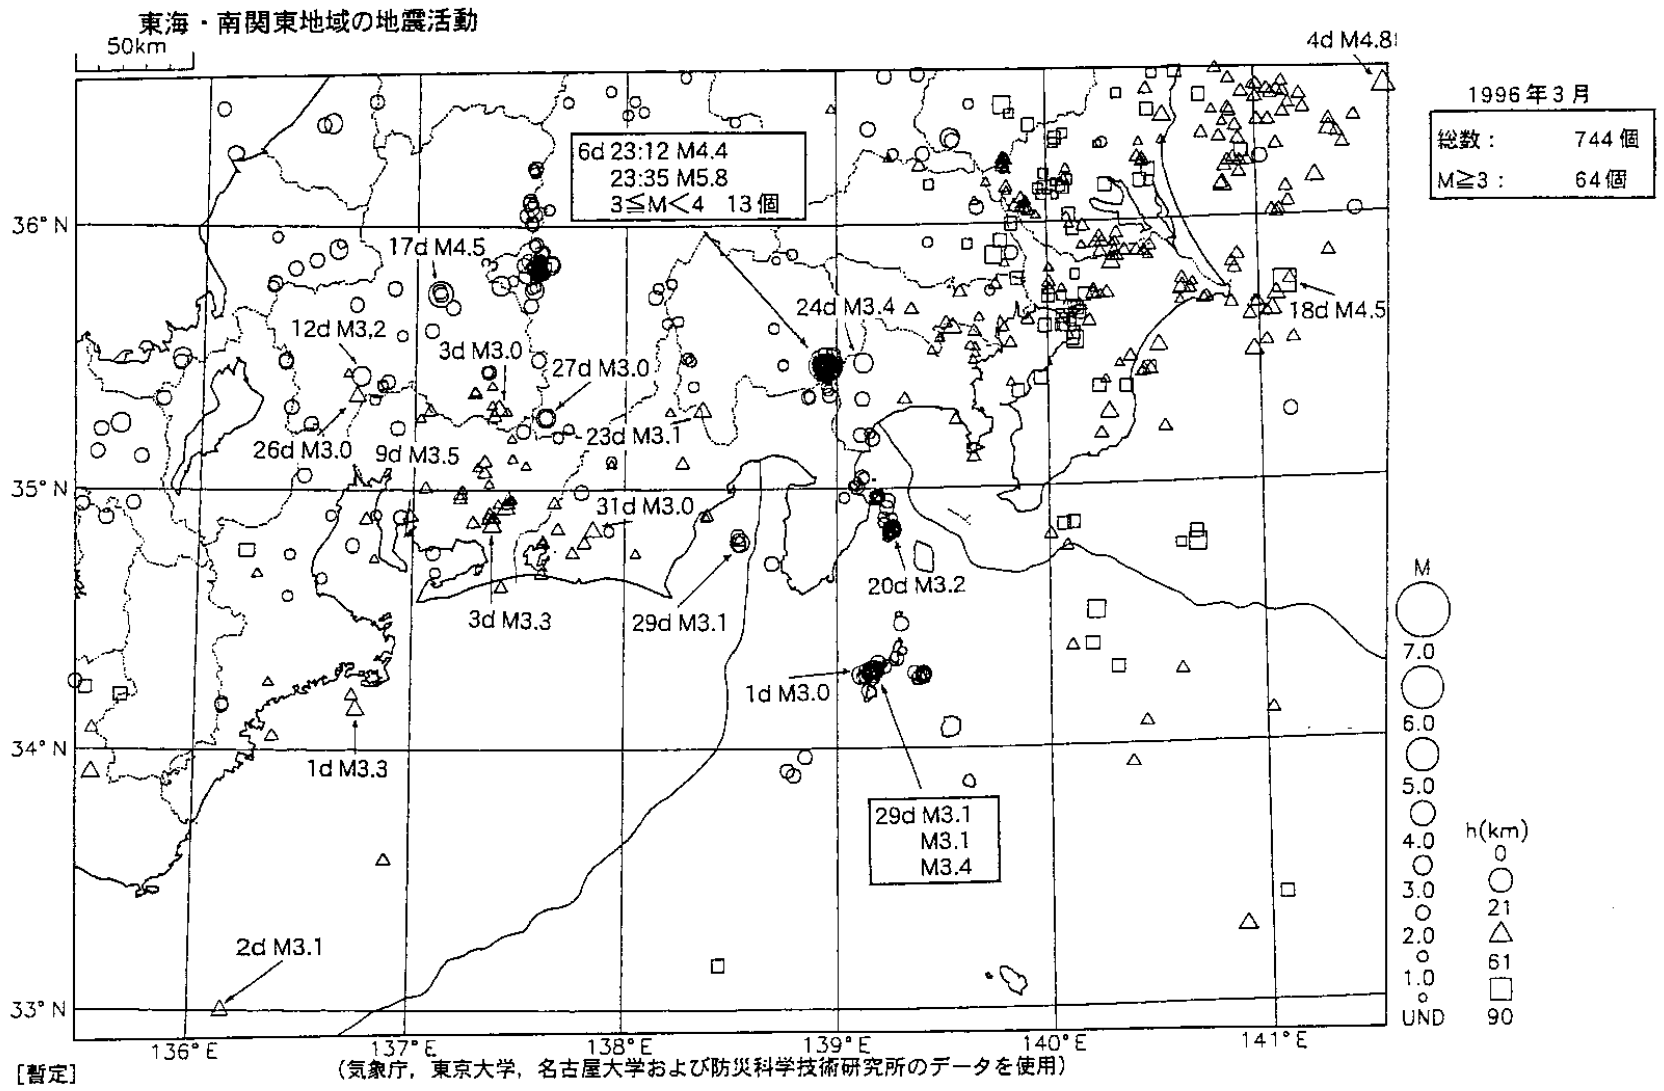 東海・南関東地域の地震活動
50km
4d M4.8
1996年3月
総数： 744個
M≧3： 64個
6d 23:12 M4.4
23:35 M5.8
3≦M＜4 13個
36°N
17d M4.5
24d M3.4
18d M4.5
12d M3.2
3d M3.0
27d M3.0
26d M3.0
9d M3.5
23d M3.1
35°N
31d M3.0
20d M3.2
3d M3.3
29d M3.1
1d M3.0
34°N
1d M3.3
29d M3.1
M3.1
M3.4
2d M3.1
33°N
136°E
137°E
138°E
139°E
140°E
141°E
M
7.0
6.0
5.0
4.0
3.0
2.0
1.0
UND
h(km)
0
21
61
90
[暫定]
(気象庁，東京大学，名古屋大学および防災科学技術研究所のデータを使用)